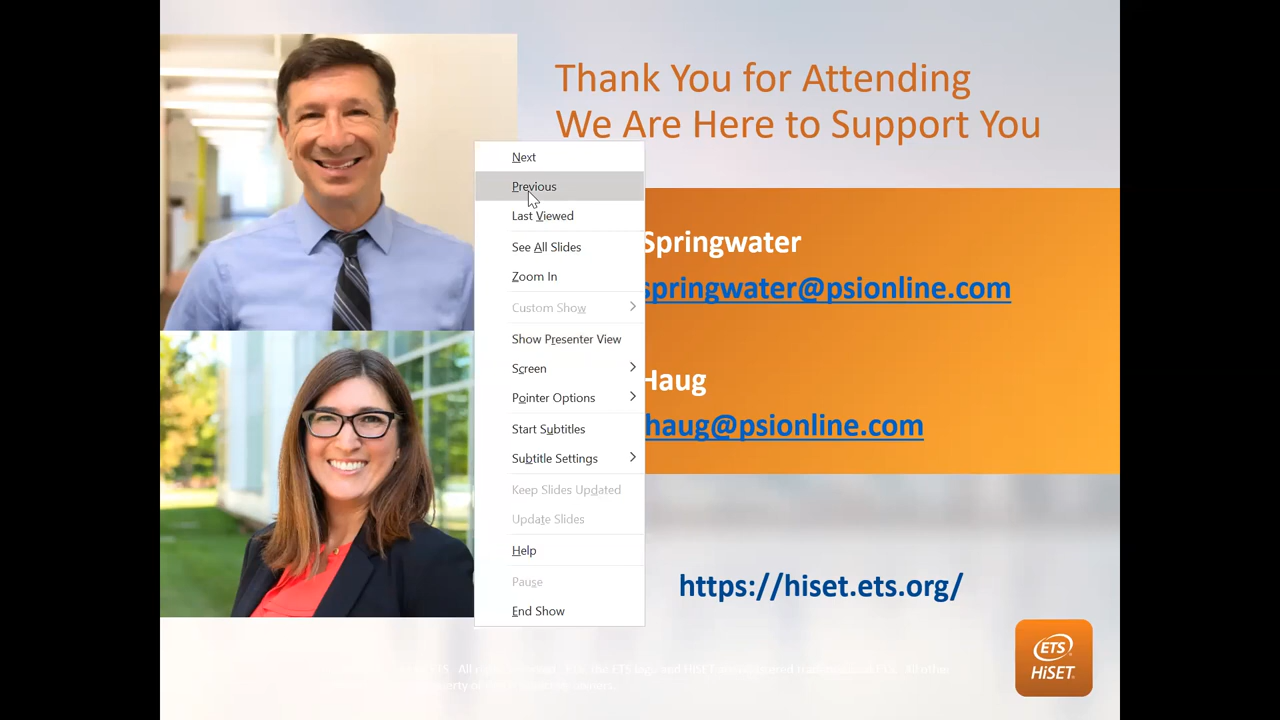 Thank You for Attending
We Are Here to Support You
Next
Previous
Last Viewed
See All Slides
Zoom In
Custom Show
Show Presenter View
Screen
Pointer Options
Start Subtitles
Subtitle Settings
Keep Slides Updated
Update Slides
Help
Pause
End Show
Springwater
springwater@psionline.com
Haug
haug@psionline.com
https://hiset.ets.org/
ETS
HiSET